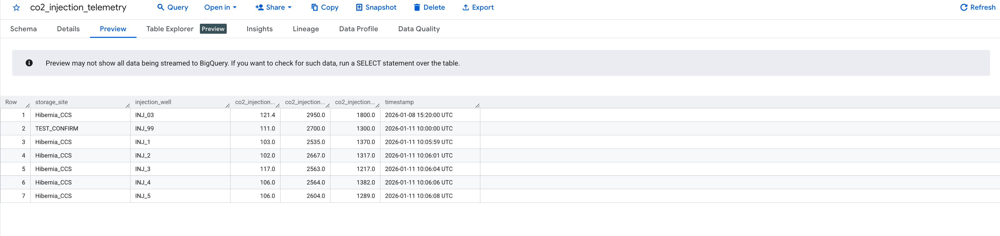 co2_injection_telemetry Query Open in Share Copy Snapshot Delete Export Refresh
Schema Details Preview Table Explorer Preview Insights Lineage Data Profile Data Quality
Preview may not show all data being streamed to BigQuery. If you want to check for such data, run a SELECT statement over the table.
Row storage_site injection_well co2_injection... co2_injection... co2_injection... timestamp
1 Hibernia_CCS INJ_03 121.4 2950.0 1800.0 2026-01-08 15:20:00 UTC
2 TEST_CONFIRM INJ_99 111.0 2700.0 1300.0 2026-01-11 10:00:00 UTC
3 Hibernia_CCS INJ_1 103.0 2535.0 1370.0 2026-01-11 10:05:59 UTC
4 Hibernia_CCS INJ_2 102.0 2667.0 1317.0 2026-01-11 10:06:01 UTC
5 Hibernia_CCS INJ_3 117.0 2563.0 1217.0 2026-01-11 10:06:04 UTC
6 Hibernia_CCS INJ_4 106.0 2564.0 1382.0 2026-01-11 10:06:06 UTC
7 Hibernia_CCS INJ_5 106.0 2604.0 1289.0 2026-01-11 10:06:08 UTC